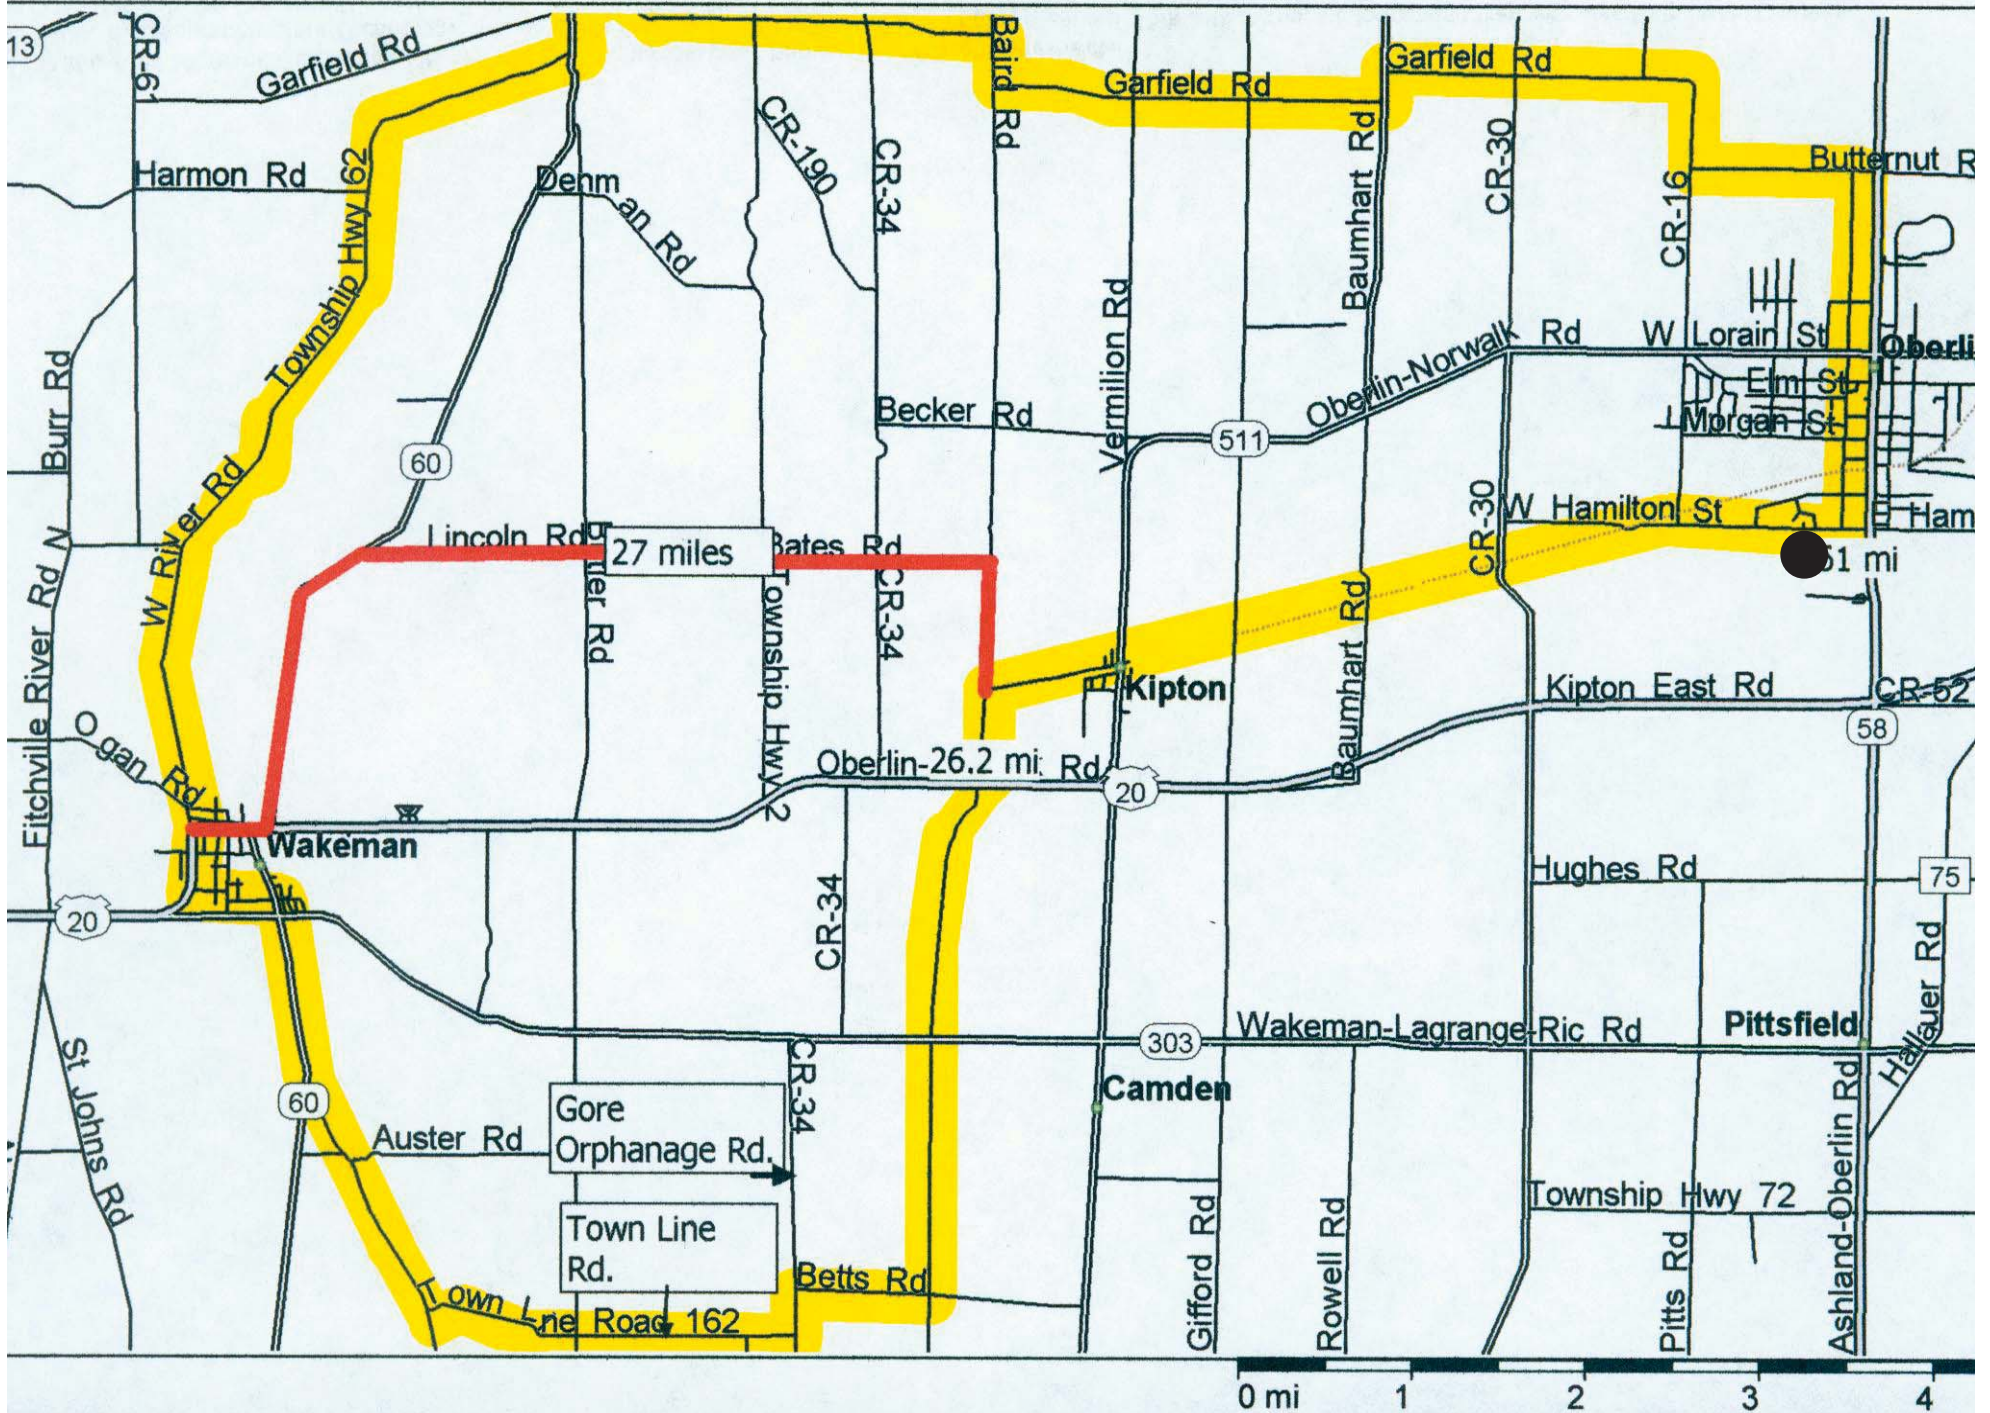 13
CR-6
Garfield Rd
Baird Rd
Garfield Rd
Garfield Rd
Harmon Rd
Township Hwy 62
Dehm an Rd
CR-190
CR-34
Baumhart Rd
CR-30
CR-16
Butternut R
Burr Rd
60
Becker Rd
Vermilion Rd
511
Oberlin-Norwalk Rd
W Lorain St
Oberli
Elm St
Morgan St
W River Rd
Lincoln Rd
27 miles
Bates Rd
CR-34
CR-30
W Hamilton St
Ham
51 mi
Fitchville River Rd N
ler Rd
Township Hwy 2
Baumhart Rd
Kipton
Kipton East Rd
CR-52
58
O gan Rd
Oberlin-26.2 mi. Rd
20
Wakeman
Hughes Rd
75
20
CR-34
Hallauer Rd
303
Wakeman-Lagrange-Ric Rd
Pittsfield
St Johns Rd
60
Auster Rd
Gore
Orphanage Rd.
CR-34
Camden
Town Line
Rd.
Betts Rd
Town L ne Road 162
Gifford Rd
Rowell Rd
Township Hwy 72
Pitts Rd
Ashland-Oberlin Rd
0 mi 1 2 3 4